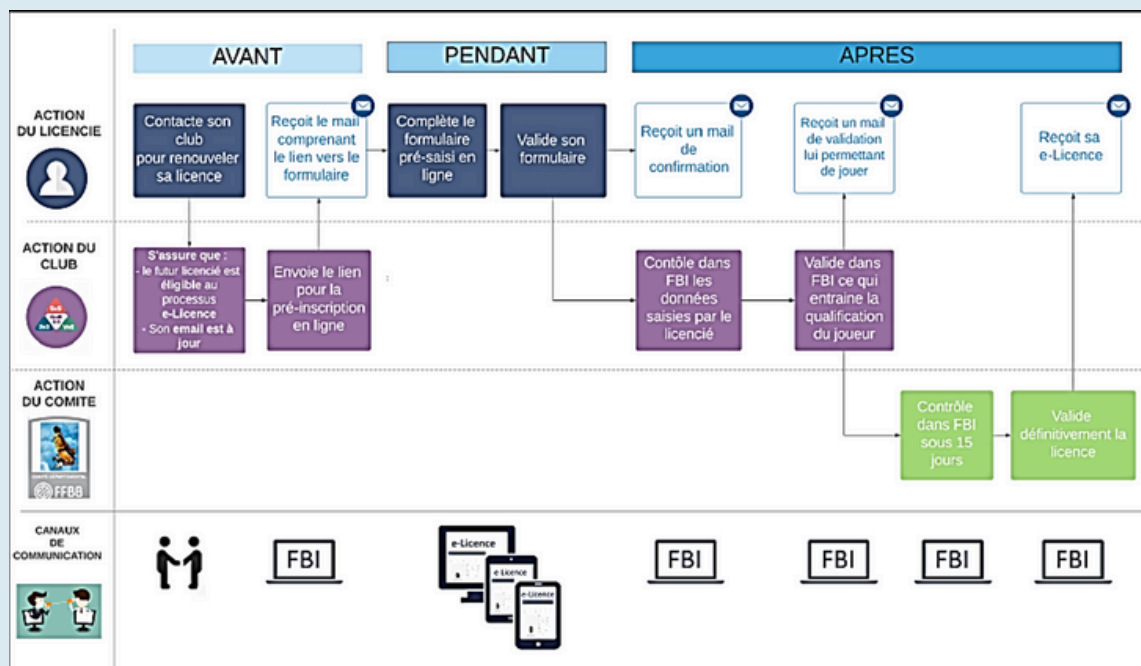 AVANT
PENDANT
APRES
ACTION
DU LICENCIE
Contacte son
club
pour renouveler
sa licence
Reçoit le mail
comprenant
le lien vers le
formulaire
Complète le
formulaire
pré-saisi en
ligne
Valide son
formulaire
Reçoit un mail
de
confirmation
Reçoit un mail
de validation
lui permettant
de jouer
Reçoit sa
e-Licence
ACTION DU
CLUB
S'assure que :
- le futur licencié est
éligible au
processus
e-Licence
- Son email est à
jour
Envoie le lien
pour la
pré-inscription
en ligne
Contôle dans
FBI les
données
saisies par le
licencié
Valide dans
FBI ce qui
entraine la
qualification
du joueur
ACTION
DU COMITE
FFBB
Contrôle
dans FBI
sous 15
jours
Valide
définitivement la
licence
CANAUX
DE
COMMUNICATION
FBI
e-Licence
e-Licence
e-Licence
FBI
FBI
FBI
FBI